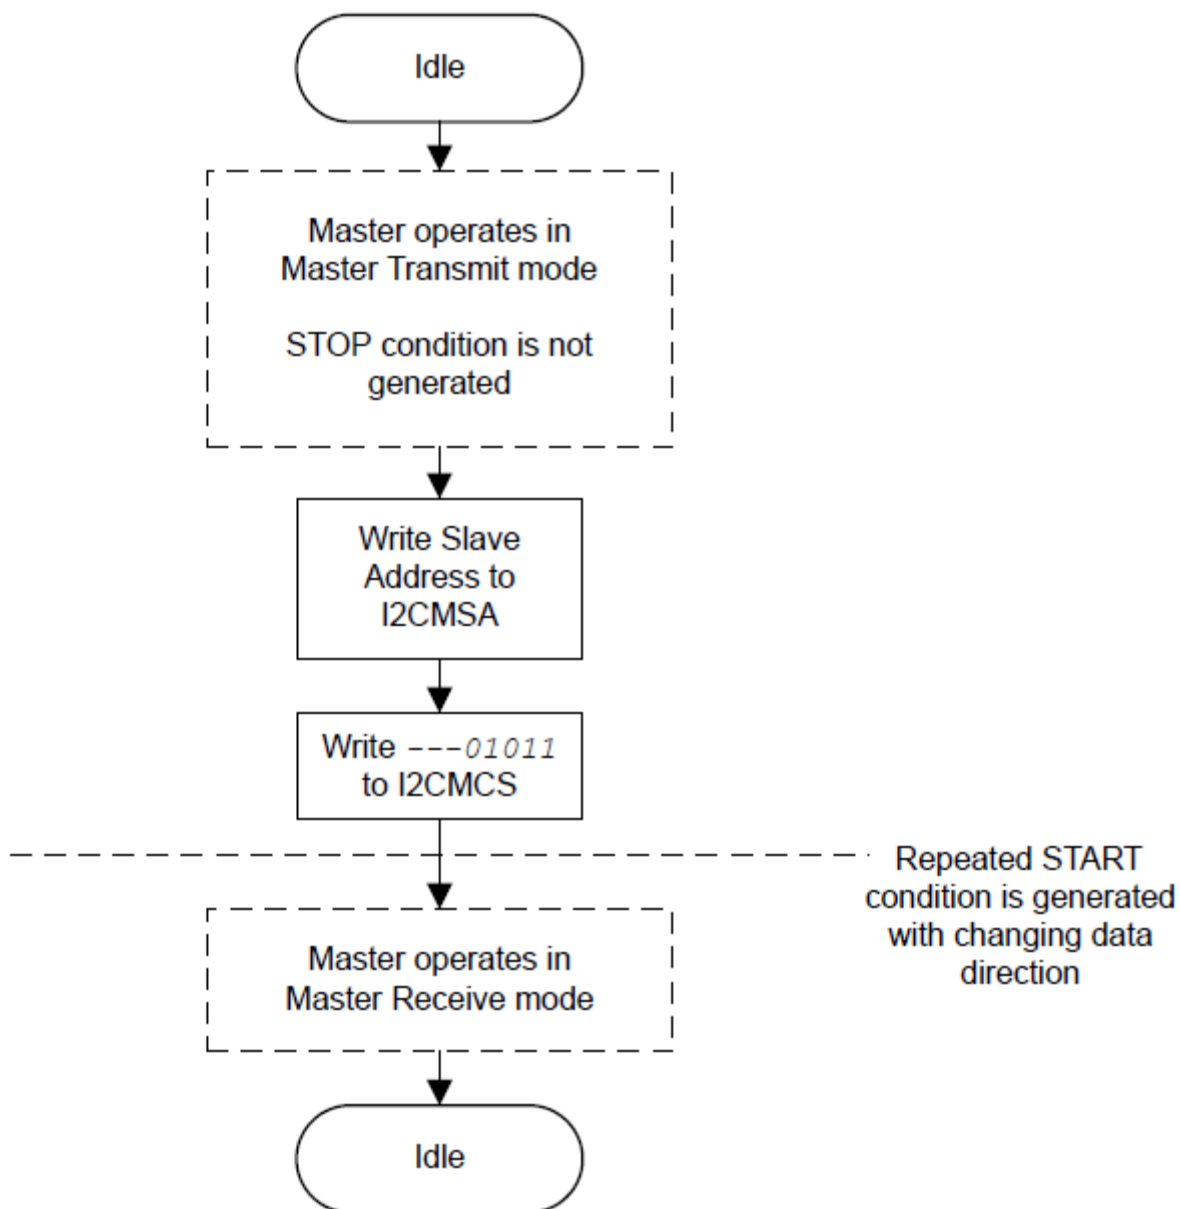 Idle
Master operates in
Master Transmit mode
STOP condition is not
generated
Write Slave
Address to
I2CMSA
Write ---01011
to I2CMCS
Repeated START
condition is generated
with changing data
direction
Master operates in
Master Receive mode
Idle